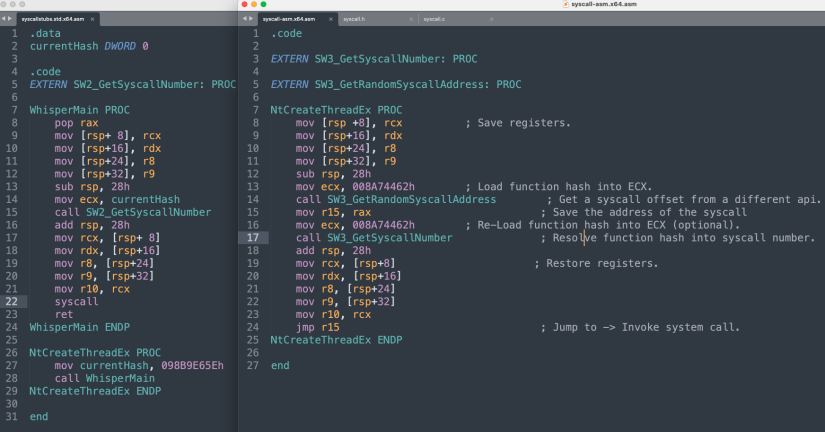 syscall-asm.x64.asm
syscallstubs.std.x64.asm ×
1 .data
2 currentHash DWORD 0
3
4 .code
5 EXTERN SW2_GetSyscallNumber: PROC
6
7 WhisperMain PROC
8 pop rax
9 mov [rsp+ 8], rcx
10 mov [rsp+16], rdx
11 mov [rsp+24], r8
12 mov [rsp+32], r9
13 sub rsp, 28h
14 mov ecx, currentHash
15 call SW2_GetSyscallNumber
16 add rsp, 28h
17 mov rcx, [rsp+ 8]
18 mov rdx, [rsp+16]
19 mov r8, [rsp+24]
20 mov r9, [rsp+32]
21 mov r10, rcx
22 syscall
23 ret
24 WhisperMain ENDP
25
26 NtCreateThreadEx PROC
27 mov currentHash, 098B9E65Eh
28 call WhisperMain
29 NtCreateThreadEx ENDP
30
31 end
syscall-asm.x64.asm × syscall.h × syscall.c ×
1 .code
2
3 EXTERN SW3_GetSyscallNumber: PROC
4
5 EXTERN SW3_GetRandomSyscallAddress: PROC
6
7 NtCreateThreadEx PROC
8 mov [rsp +8], rcx ; Save registers.
9 mov [rsp+16], rdx
10 mov [rsp+24], r8
11 mov [rsp+32], r9
12 sub rsp, 28h
13 mov ecx, 008A74462h ; Load function hash into ECX.
14 call SW3_GetRandomSyscallAddress ; Get a syscall offset from a different api.
15 mov r15, rax ; Save the address of the syscall
16 mov ecx, 008A74462h ; Re-Load function hash into ECX (optional).
17 call SW3_GetSyscallNumber ; Resolve function hash into syscall number.
18 add rsp, 28h
19 mov rcx, [rsp+8] ; Restore registers.
20 mov rdx, [rsp+16]
21 mov r8, [rsp+24]
22 mov r9, [rsp+32]
23 mov r10, rcx
24 jmp r15 ; Jump to -> Invoke system call.
25 NtCreateThreadEx ENDP
26
27 end